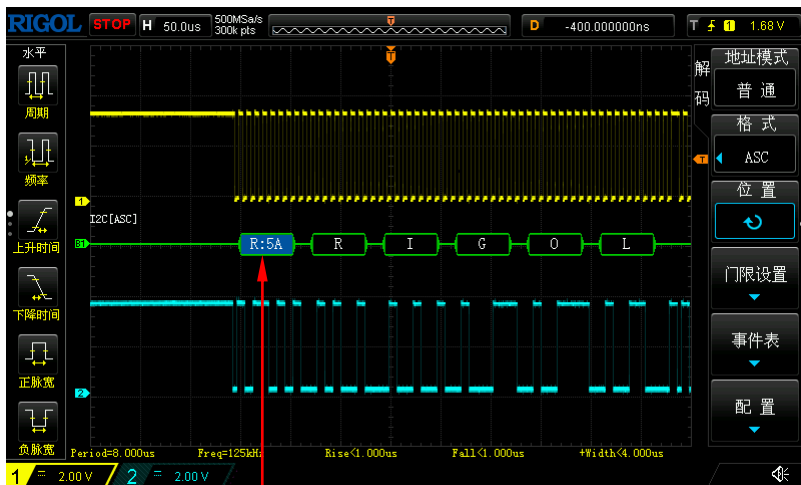 RIGOL STOP H 50.0us 500MSa/s 300k pts T D -400.000000ns T 1 1.68 V
水平
周期
频率
上升时间
下降时间
正脉宽
负脉宽
T
T
1
I2C[ASC]
B1 R:5A R I G O L
2
Period=8.000us Freq=125kHz Rise<1.000us Fall<1.000us +Width<4.000us
1 = 2.00 V 2 = 2.00 V
解码
地址模式
普通
格式
ASC
位置
门限设置
事件表
配置